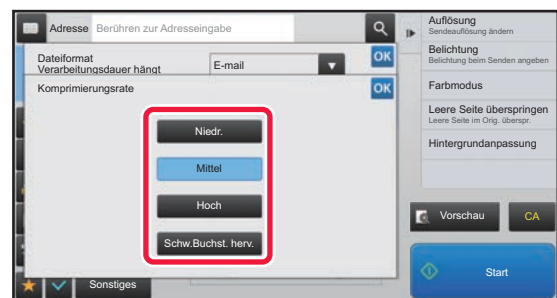 Adresse Berühren zur Adresseingabe
Dateiformat
Verarbeitungsdauer hängt
E-mail
OK
Komprimierungsrate
OK
Niedr.
Mittel
Hoch
Schw.Buchst. herv.
Sonstiges
Auflösung
Sendeauflösung ändern
Belichtung
Belichtung beim Senden angeben
Farbmodus
Leere Seite überspringen
Leere Seite im Orig. überspr.
Hintergrundanpassung
Vorschau
CA
Start